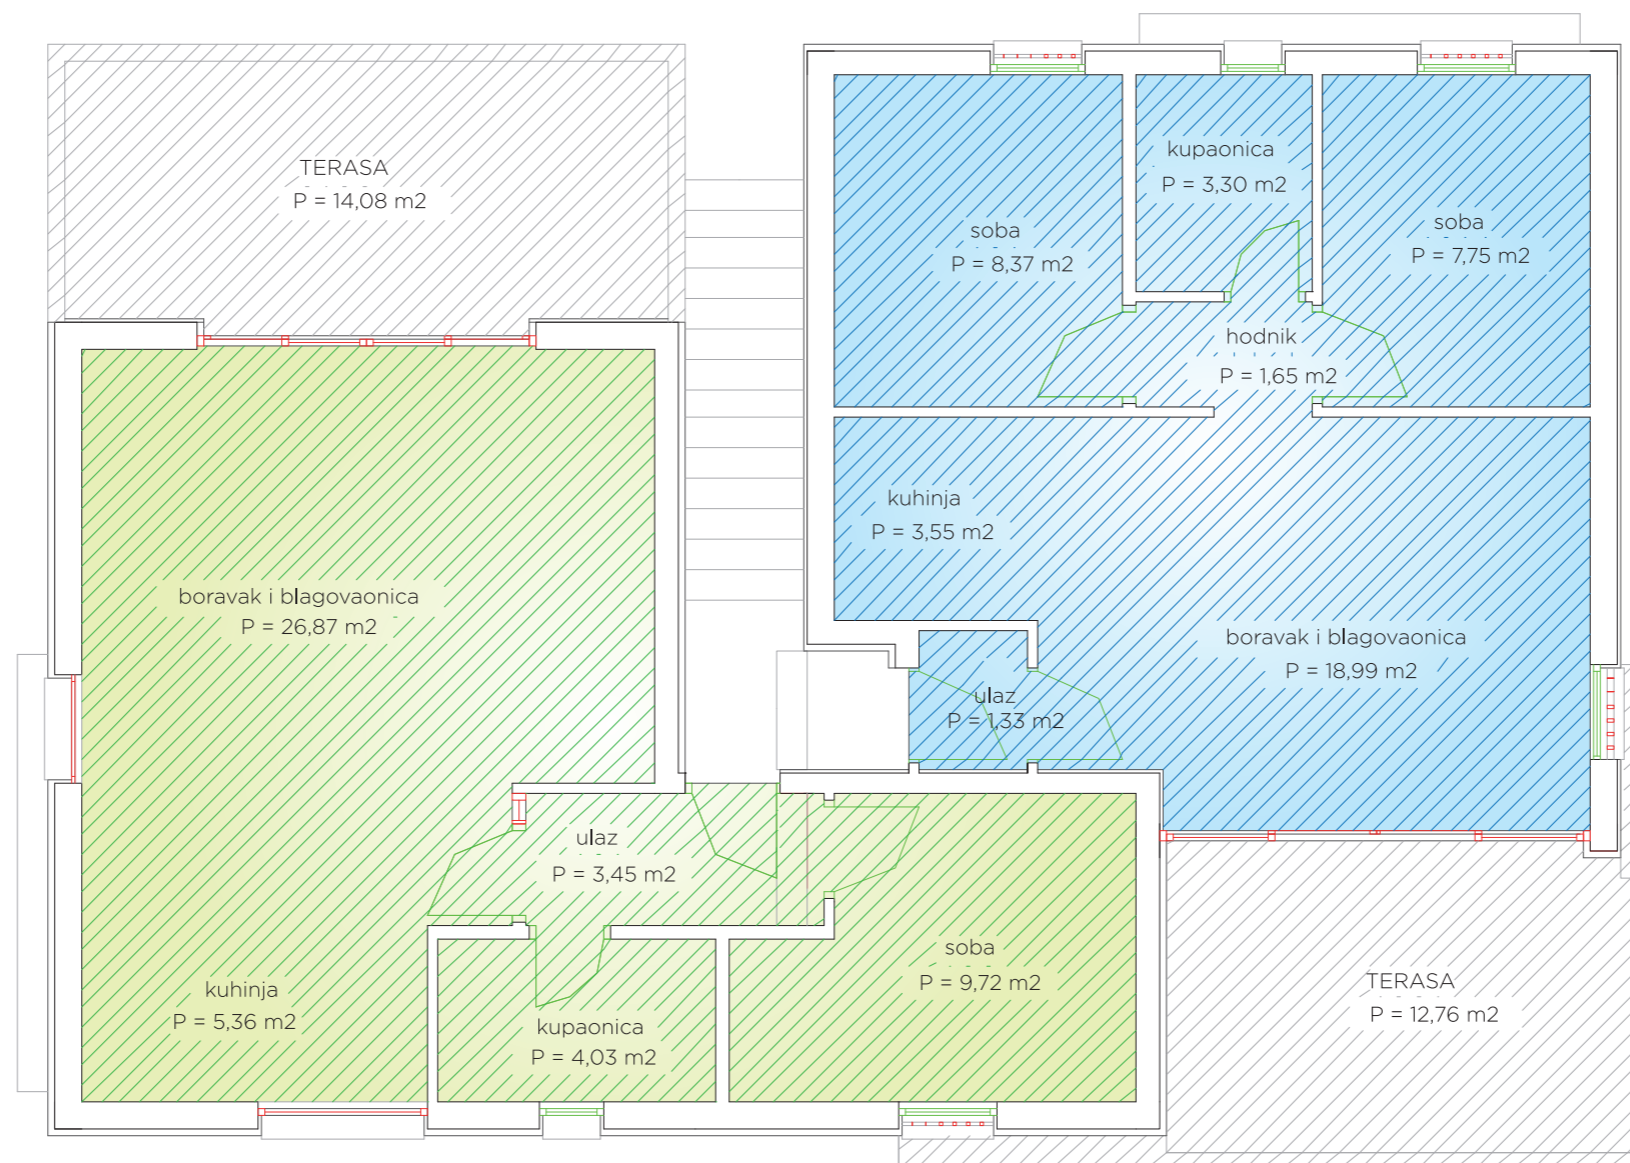 TERASA
P = 14,08 m2
boravak i blagovaonica
P = 26,87 m2
kuhinja
P = 5,36 m2
ulaz
P = 3,45 m2
kupaonica
P = 4,03 m2
soba
P = 9,72 m2
soba
P = 8,37 m2
kupaonica
P = 3,30 m2
soba
P = 7,75 m2
hodnik
P = 1,65 m2
kuhinja
P = 3,55 m2
boravak i blagovaonica
P = 18,99 m2
ulaz
P = 1,33 m2
TERASA
P = 12,76 m2